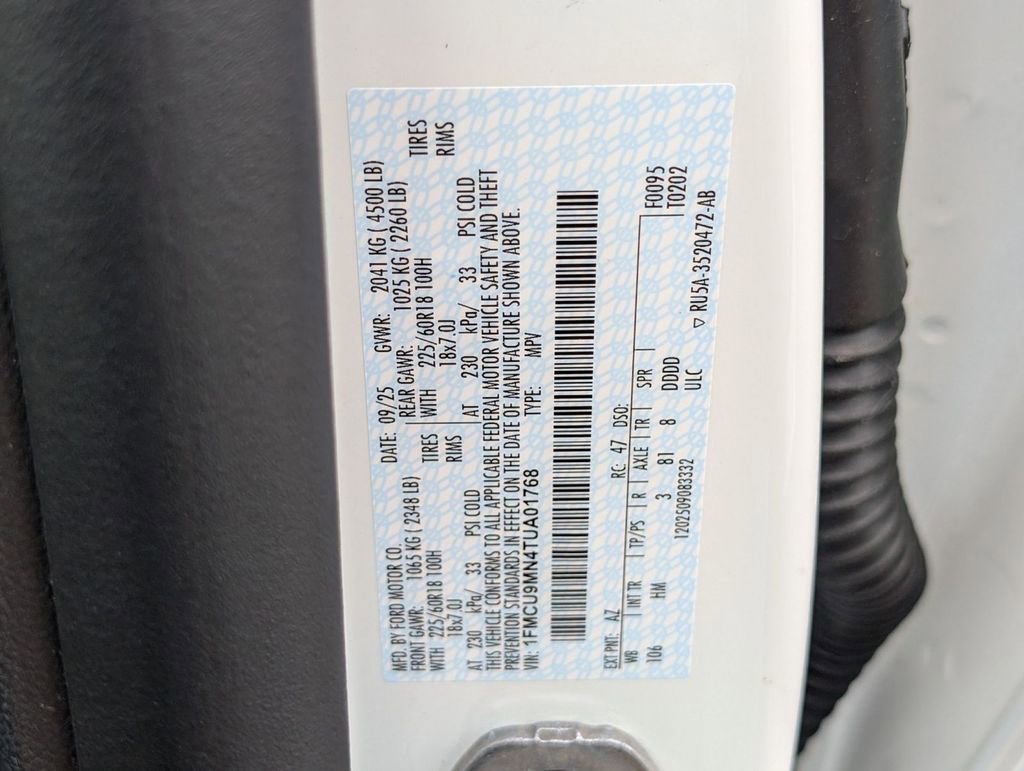 MFD. BY FORD MOTOR CO. DATE: 09/25 GVWR: 2041 KG ( 4500 LB)
FRONT GAWR: 1065 KG ( 2348 LB) REAR GAWR: 1025 KG ( 2260 LB)
WITH 225/60R18 100H TIRES WITH 225/60R18 100H TIRES
18x7.0J RIMS 18x7.0J RIMS
AT 230 kPa/ 33 PSI COLD AT 230 kPa/ 33 PSI COLD
THIS VEHICLE CONFORMS TO ALL APPLICABLE FEDERAL MOTOR VEHICLE SAFETY AND THEFT
PREVENTION STANDARDS IN EFFECT ON THE DATE OF MANUFACTURE SHOWN ABOVE.
VIN: 1FMCU9MN4TUA01768 TYPE: MPV
EXT PNT: AZ RC: 47 DSO: F0095
WB INT TR TP/PS R AXLE TR SPR T0202
106 HM 3 81 8 DDDD
1202509083332 ULC ▽ RU5A-3520472-AB